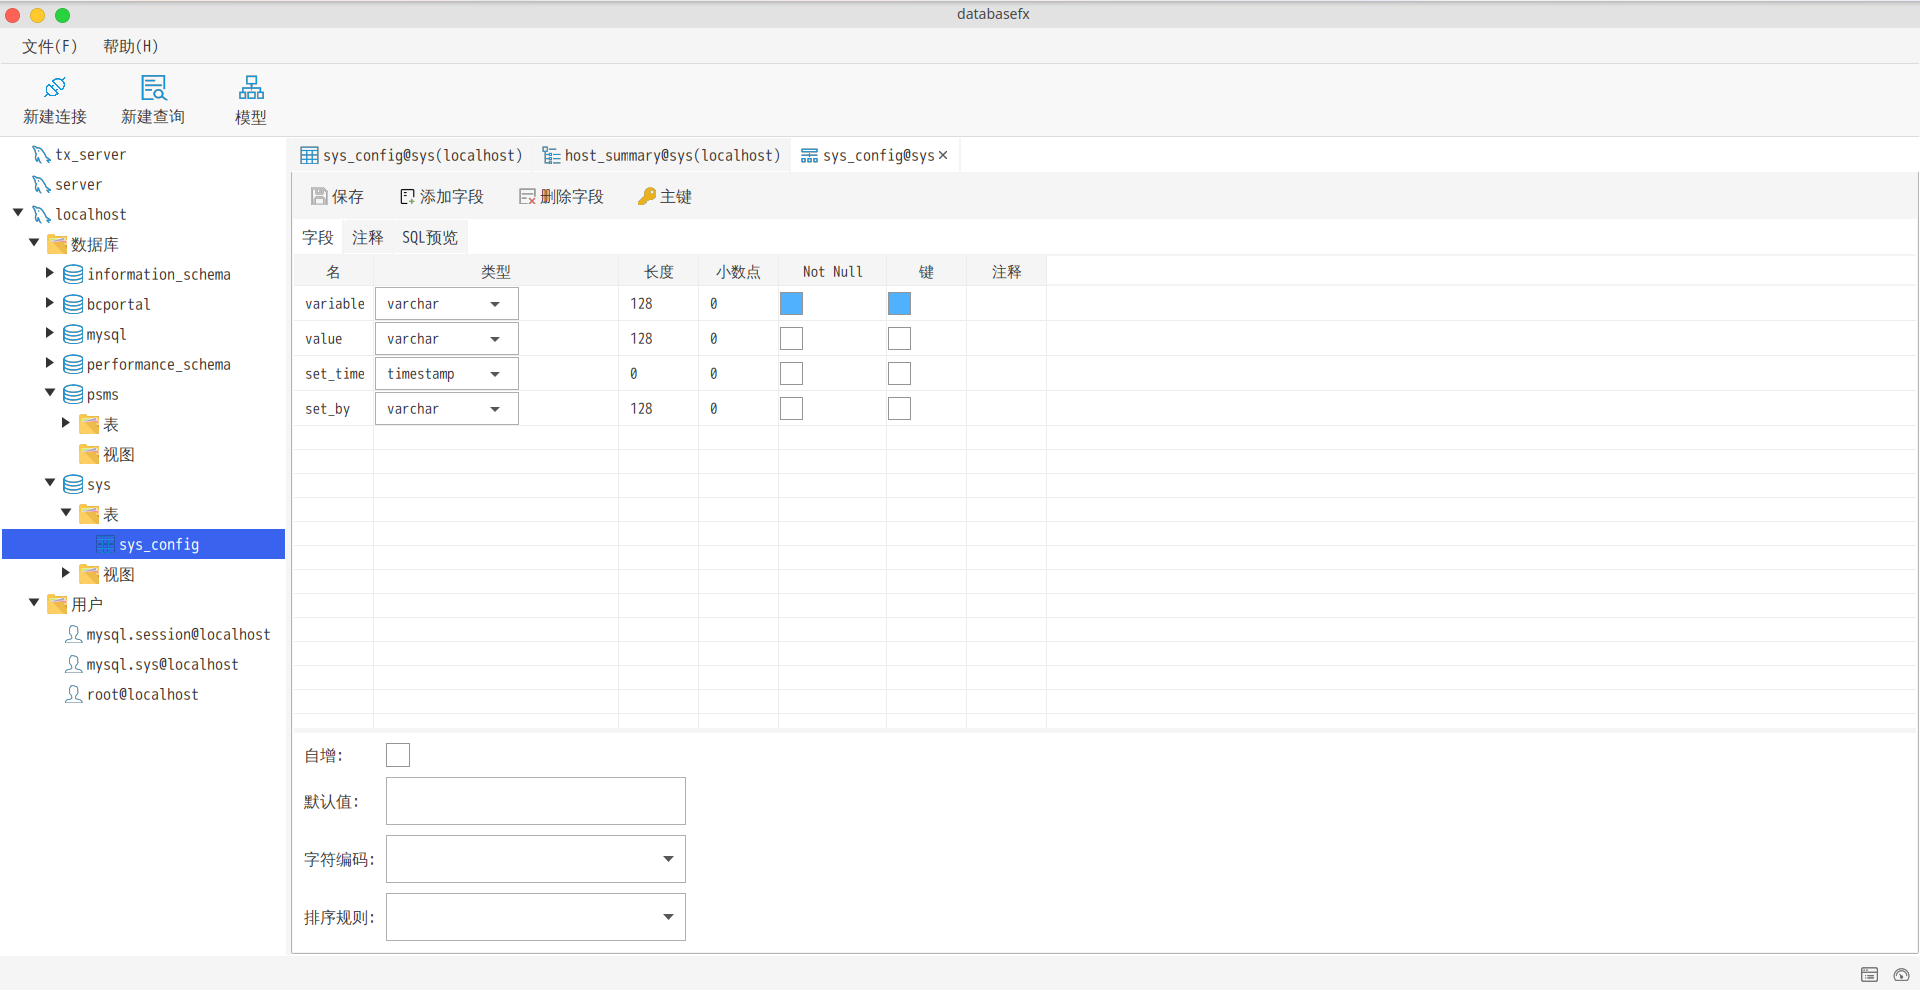 databasefx
文件(F) 帮助(H)
新建连接 新建查询 模型
tx_server
server
localhost
数据库
information_schema
bcportal
mysql
performance_schema
psms
表
视图
sys
表
sys_config
视图
用户
mysql.session@localhost
mysql.sys@localhost
root@localhost
sys_config@sys(localhost) host_summary@sys(localhost) sys_config@sys
保存 添加字段 删除字段 主键
字段 注释 SQL预览
名 类型 长度 小数点 Not Null 键 注释
variable varchar 128 0
value varchar 128 0
set_time timestamp 0 0
set_by varchar 128 0
自增:
默认值:
字符编码:
排序规则: